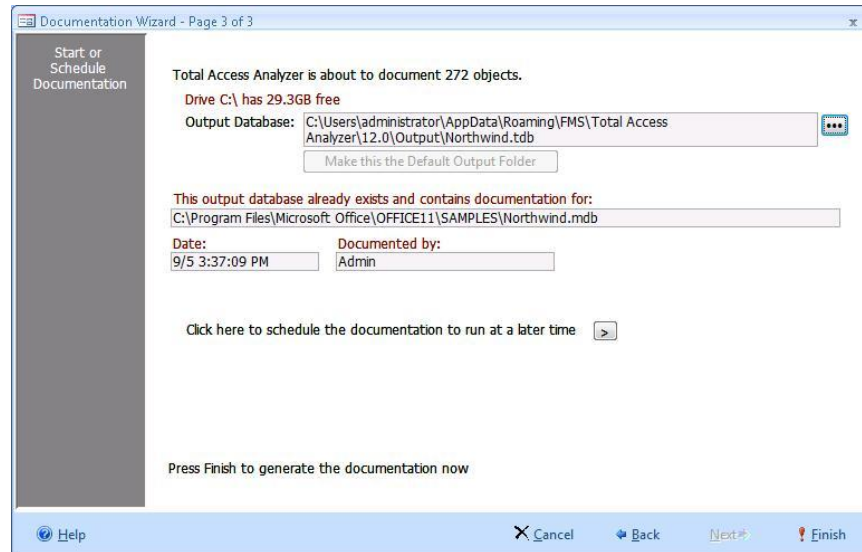 Documentation Wizard - Page 3 of 3
x
Start or
Schedule
Documentation
Total Access Analyzer is about to document 272 objects.
Drive C:\ has 29.3GB free
Output Database: C:\Users\administrator\AppData\Roaming\FMS\Total Access
Analyzer\12.0\Output\Northwind.tdb
...
Make this the Default Output Folder
This output database already exists and contains documentation for:
C:\Program Files\Microsoft Office\OFFICE11\SAMPLES\Northwind.mdb
Date: Documented by:
9/5 3:37:09 PM Admin
Click here to schedule the documentation to run at a later time >
Press Finish to generate the documentation now
Help Cancel Back Next Finish